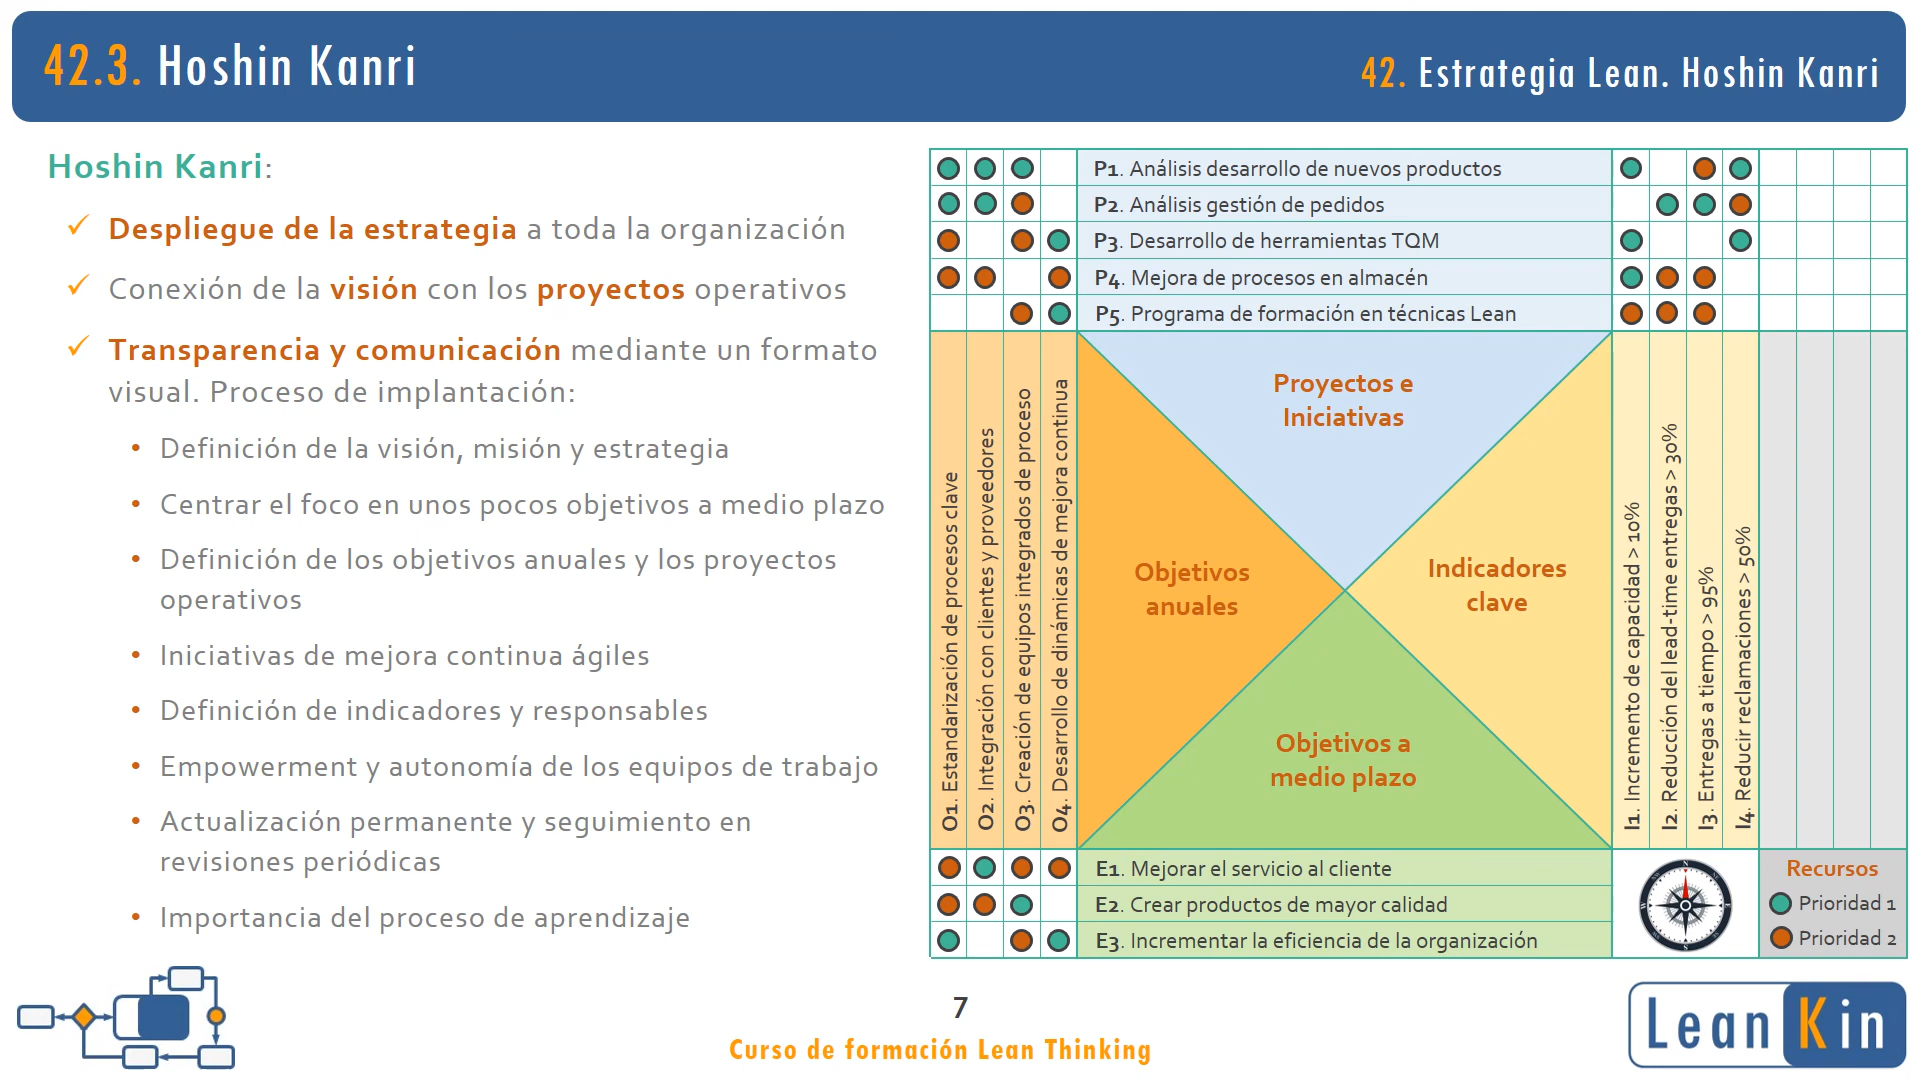 42.3. Hoshin Kanri
42. Estrategia Lean. Hoshin Kanri
Hoshin Kanri:
✓ Despliegue de la estrategia a toda la organización
✓ Conexión de la visión con los proyectos operativos
✓ Transparencia y comunicación mediante un formato
visual. Proceso de implantación:
• Definición de la visión, misión y estrategia
• Centrar el foco en unos pocos objetivos a medio plazo
• Definición de los objetivos anuales y los proyectos
operativos
• Iniciativas de mejora continua ágiles
• Definición de indicadores y responsables
• Empowerment y autonomía de los equipos de trabajo
• Actualización permanente y seguimiento en
revisiones periódicas
• Importancia del proceso de aprendizaje
P1. Análisis desarrollo de nuevos productos
P2. Análisis gestión de pedidos
P3. Desarrollo de herramientas TQM
P4. Mejora de procesos en almacén
P5. Programa de formación en técnicas Lean
O1. Estandarización de procesos clave
O2. Integración con clientes y proveedores
O3. Creación de equipos integrados de proceso
O4. Desarrollo de dinámicas de mejora continua
Proyectos e
Iniciativas
Objetivos
anuales
Indicadores
clave
Objetivos a
medio plazo
I1. Incremento de capacidad > 10%
I2. Reducción del lead-time entregas > 30%
I3. Entregas a tiempo > 95%
I4. Reducir reclamaciones > 50%
E1. Mejorar el servicio al cliente
E2. Crear productos de mayor calidad
E3. Incrementar la eficiencia de la organización
N
E
S
W
Recursos
Prioridad 1
Prioridad 2
7
Curso de formación Lean Thinking
LeanKin